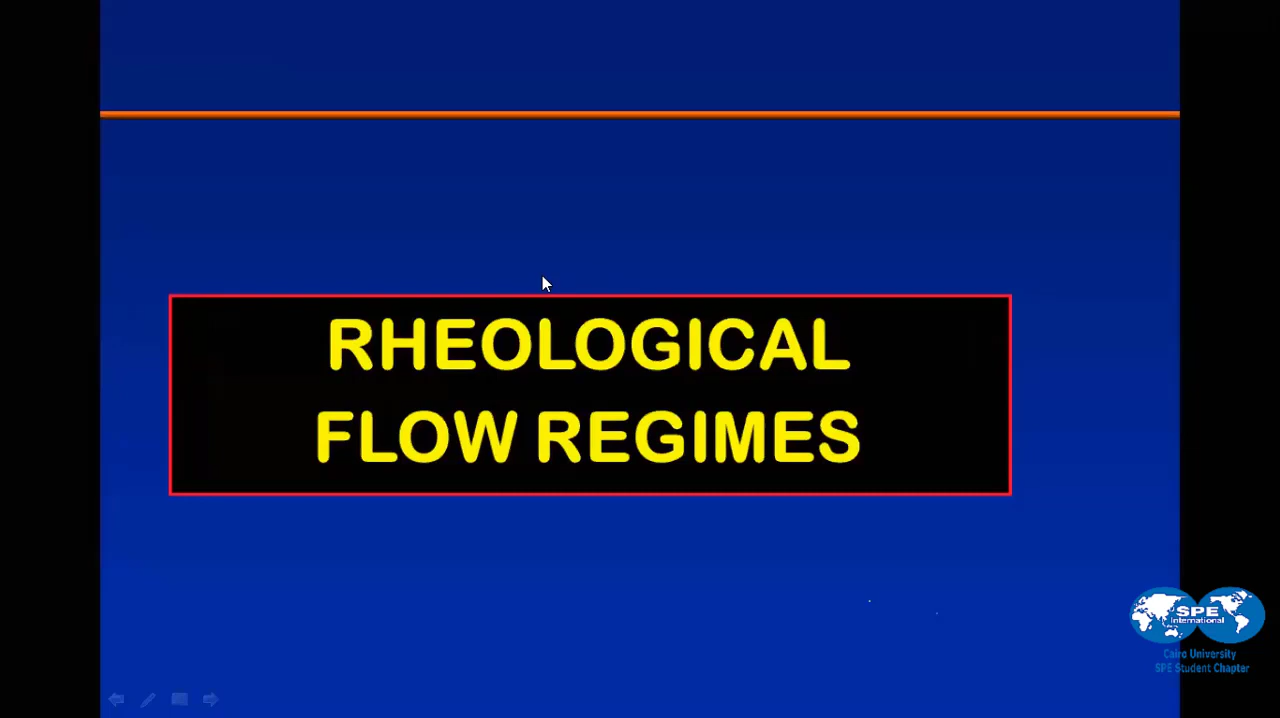 RHEOLOGICAL
FLOW REGIMES
SPE
International
Cairo University
SPE Student Chapter